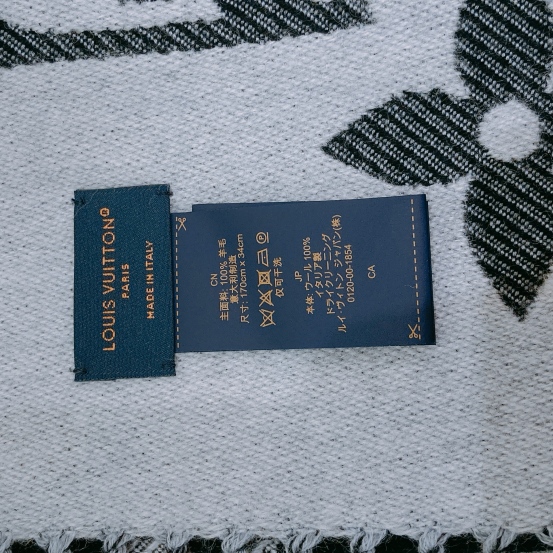 LOUIS VUITTON®
PARIS
MADE IN ITALY
CN
主面料: 100% 羊毛
意大利制造
尺寸: 170cm x 34cm
仅可干洗
JP
本体: ウール 100%
イタリア製
ドライクリーニング
ルイ・ヴィトン ジャパン(株)
0120-00-1854
CA